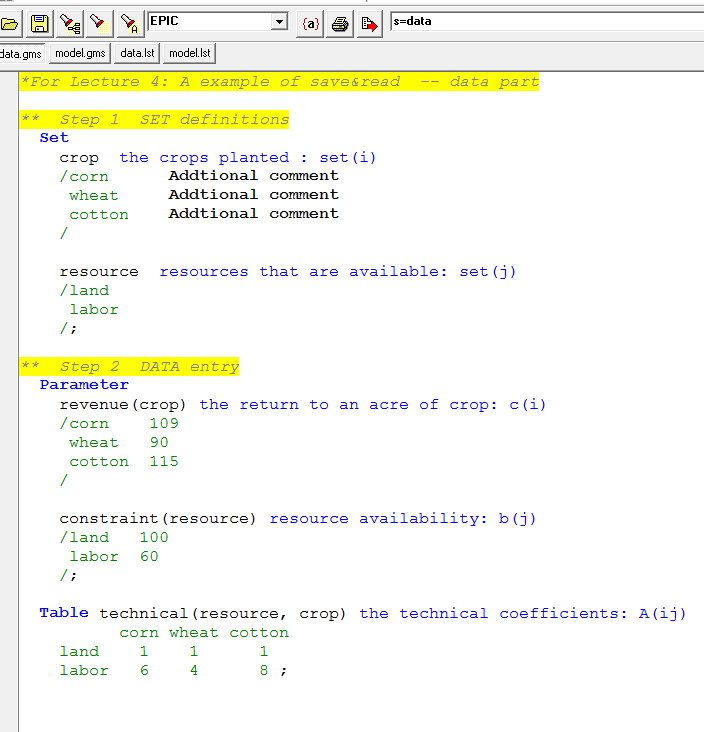 EPIC {a} s=data
data.gms model.gms data.lst model.lst
*For Lecture 4: A example of save&read -- data part
** Step 1 SET definitions
Set
crop the crops planted : set(i)
/corn Addtional comment
wheat Addtional comment
cotton Addtional comment
/
resource resources that are available: set(j)
/land
labor
/;
** Step 2 DATA entry
Parameter
revenue(crop) the return to an acre of crop: c(i)
/corn 109
wheat 90
cotton 115
/
constraint(resource) resource availability: b(j)
/land 100
labor 60
/;
Table technical(resource, crop) the technical coefficients: A(ij)
corn wheat cotton
land 1 1 1
labor 6 4 8 ;